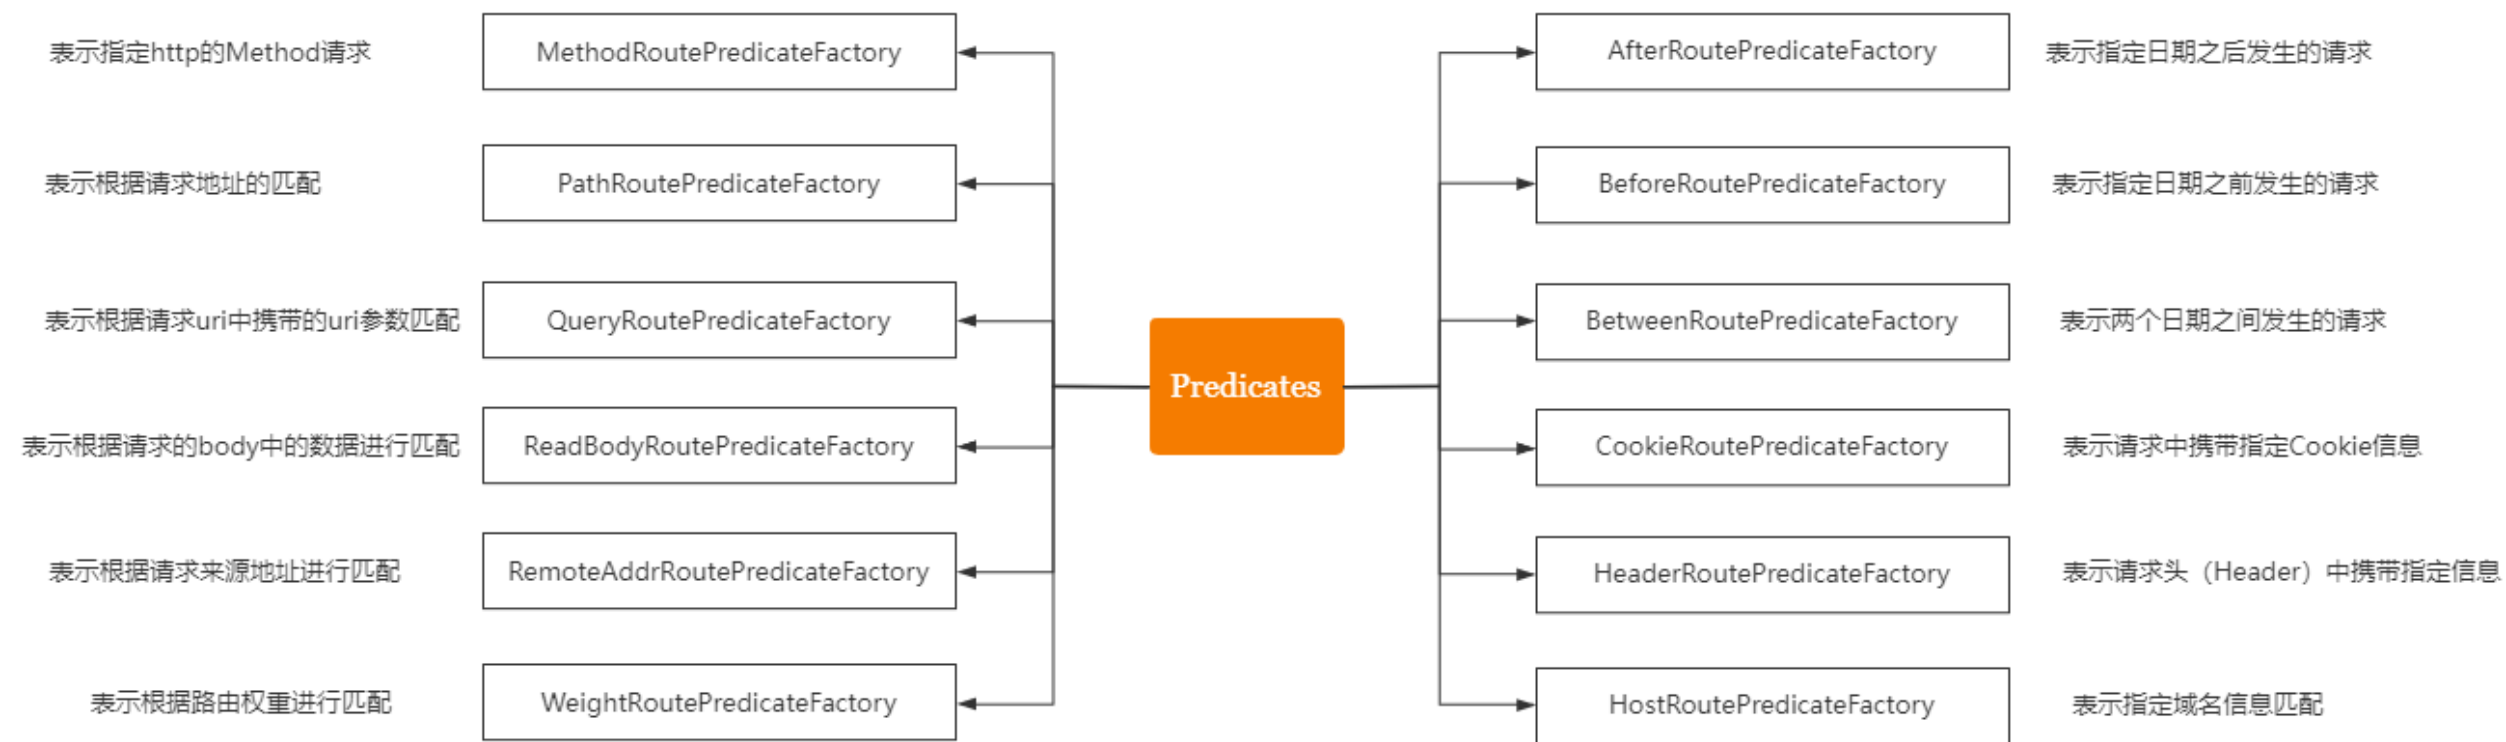 表示指定http的Method请求
MethodRoutePredicateFactory
AfterRoutePredicateFactory
表示指定日期之后发生的请求
表示根据请求地址的匹配
PathRoutePredicateFactory
BeforeRoutePredicateFactory
表示指定日期之前发生的请求
表示根据请求uri中携带的uri参数匹配
QueryRoutePredicateFactory
BetweenRoutePredicateFactory
表示两个日期之间发生的请求
Predicates
表示根据请求的body中的数据进行匹配
ReadBodyRoutePredicateFactory
CookieRoutePredicateFactory
表示请求中携带指定Cookie信息
表示根据请求来源地址进行匹配
RemoteAddrRoutePredicateFactory
HeaderRoutePredicateFactory
表示请求头（Header）中携带指定信息
表示根据路由权重进行匹配
WeightRoutePredicateFactory
HostRoutePredicateFactory
表示指定域名信息匹配